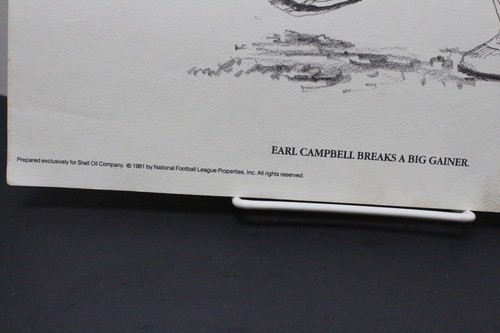 EARL CAMPBELL BREAKS A BIG GAINER.
Prepared exclusively for Shell Oil Company. © 1981 by National Football League Properties, Inc. All rights reserved.